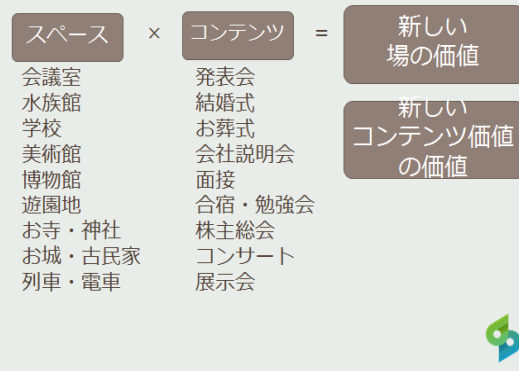 スペース × コンテンツ = 新しい
場の価値
新しい
コンテンツ価値
の価値
会議室
水族館
学校
美術館
博物館
遊園地
お寺・神社
お城・古民家
列車・電車
発表会
結婚式
お葬式
会社説明会
面接
合宿・勉強会
株主総会
コンサート
展示会